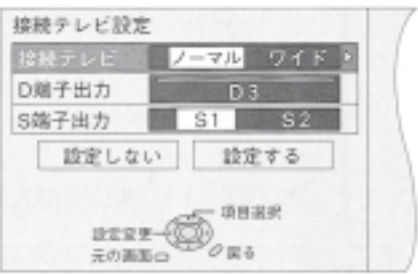 接続テレビ設定
接続テレビ ノーマル ワイド
D端子出力 D3
S端子出力 S1 S2
設定しない 設定する
項目選択
設定変更
元の画面 戻る